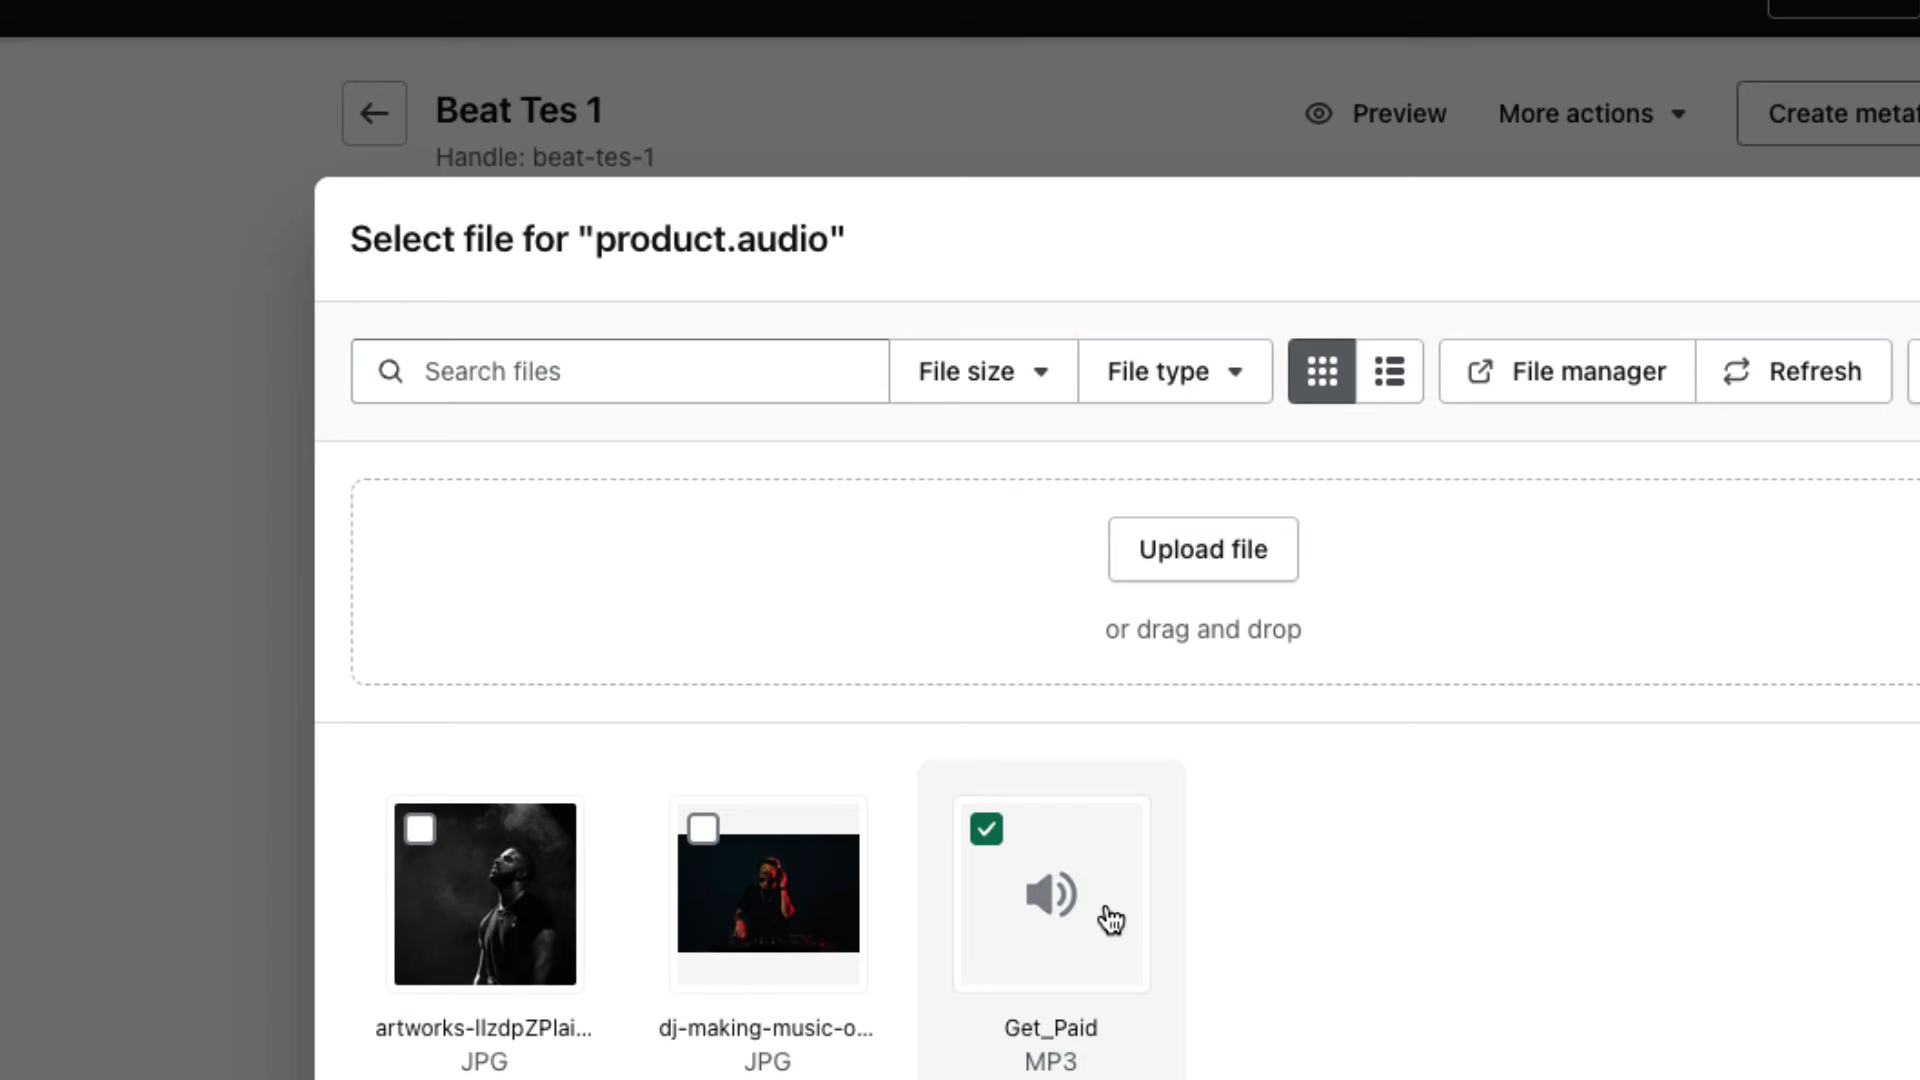 Beat Tes 1
Preview
More actions
Create metaf
Handle: beat-tes-1
Select file for "product.audio"
Search files
File size
File type
File manager
Refresh
Upload file
or drag and drop
artworks-IIzdpZPlai...
dj-making-music-o...
Get_Paid
JPG
JPG
MP3